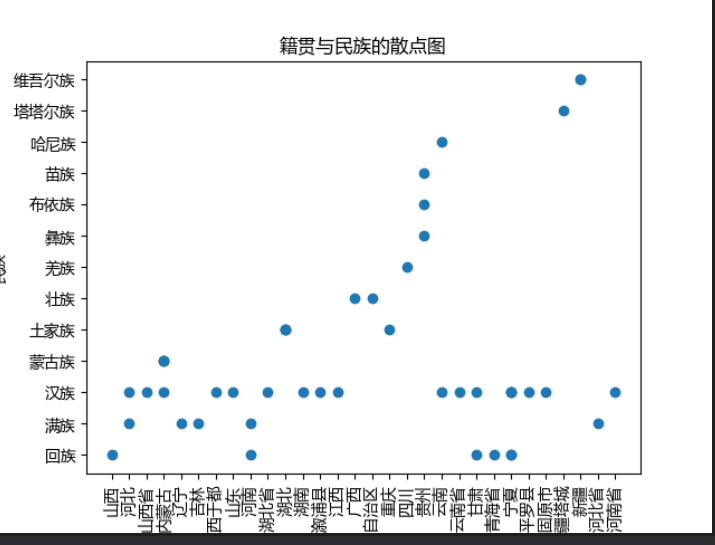 籍贯与民族的散点图
维吾尔族
塔塔尔族
哈尼族
苗族
布依族
彝族
羌族
壮族
土家族
蒙古族
汉族
满族
回族
山西
河北
山西省
内蒙古
辽宁
吉林
西于都
山东
河南
湖北省
湖北
湖南
溆浦县
江西
广西
自治区
重庆
四川
贵州
云南
云南省
甘肃
青海省
宁夏
平罗县
固原市
疆塔城
新疆
河北省
河南省